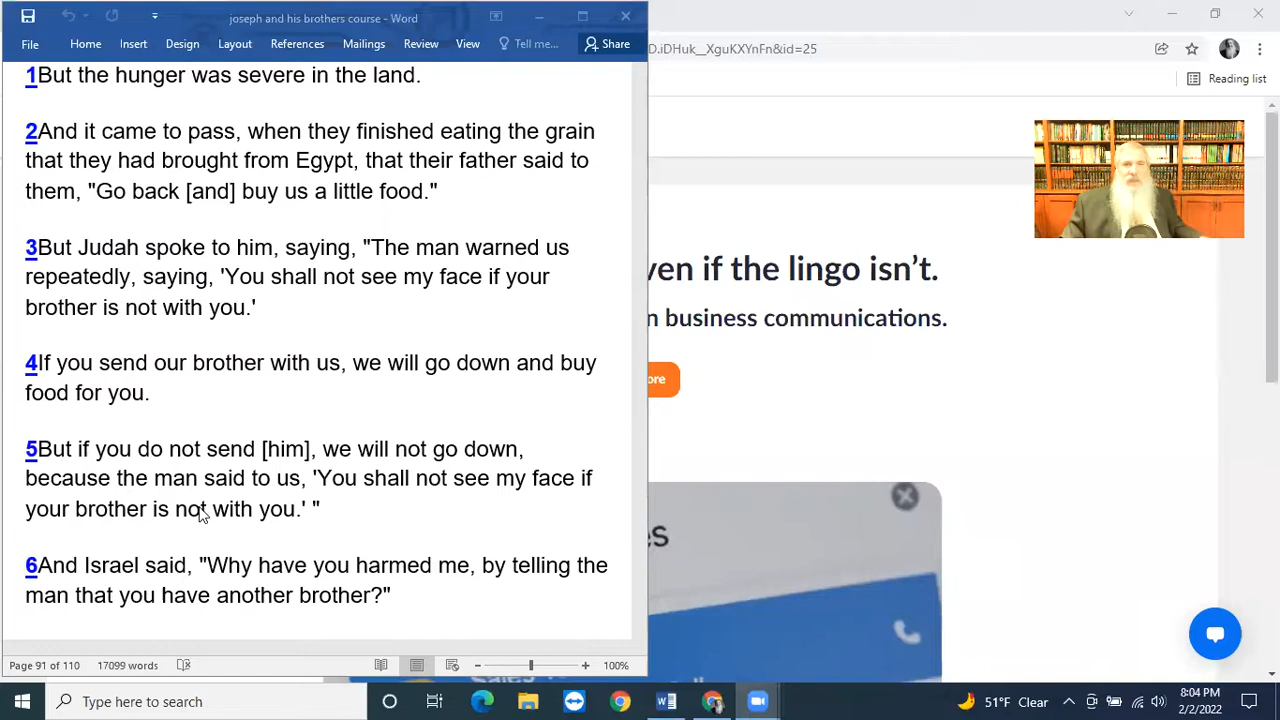 joseph and his brothers course - Word
File Home Insert Design Layout References Mailings Review View Tell me... Share
1But the hunger was severe in the land.
2And it came to pass, when they finished eating the grain
that they had brought from Egypt, that their father said to
them, "Go back [and] buy us a little food."
3But Judah spoke to him, saying, "The man warned us
repeatedly, saying, 'You shall not see my face if your
brother is not with you.'
4If you send our brother with us, we will go down and buy
food for you.
5But if you do not send [him], we will not go down,
because the man said to us, 'You shall not see my face if
your brother is not with you.' "
6And Israel said, "Why have you harmed me, by telling the
man that you have another brother?"
Page 91 of 110 17099 words 100%
D.iDHuk_XguKXYnFn&id=25
Reading list
ven if the lingo isn't.
n business communications.
ore
es
Type here to search
51°F Clear
8:04 PM
2/2/2022